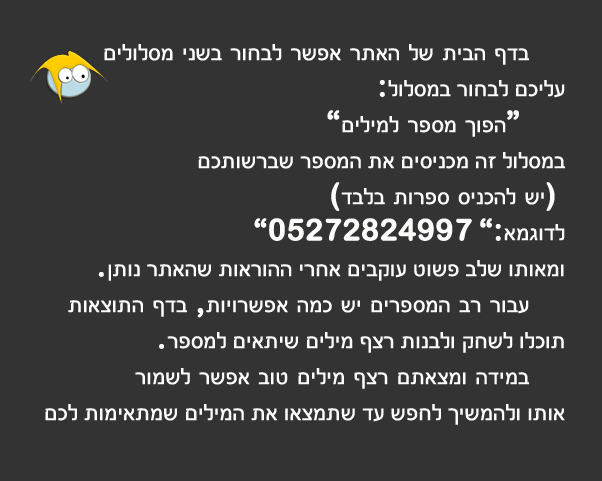 בדף הבית של האתר אפשר לבחור בשני מסלולים
עליכם לבחור במסלול:
”הפוך מספר למילים“
במסלול זה מכניסים את המספר שברשותכם
(יש להכניס ספרות בלבד)
לדוגמא:“ 05272824997“
ומאותו שלב פשוט עוקבים אחרי ההוראות שהאתר נותן.
עבור רב המספרים יש כמה אפשרויות, בדף התוצאות
תוכלו לשחק ולבנות רצף מילים שיתאים למספר.
במידה ומצאתם רצף מילים טוב אפשר לשמור
אותו ולהמשיך לחפש עד שתמצאו את המילים שמתאימות לכם